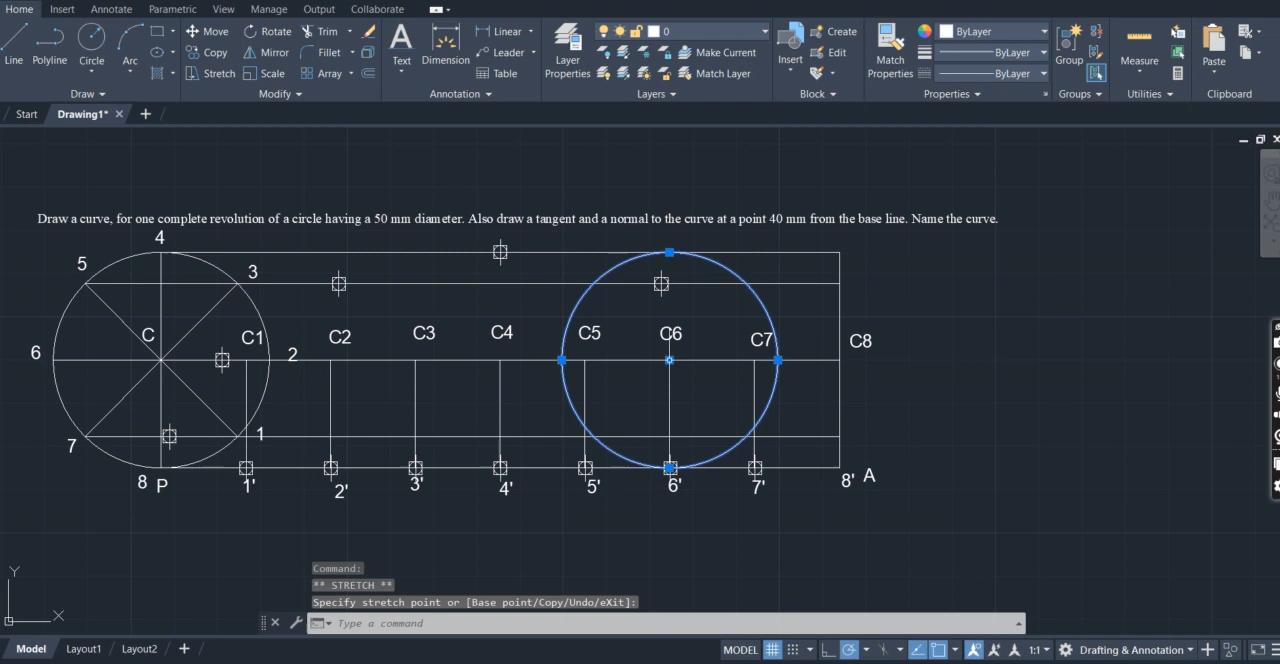 Home Insert Annotate Parametric View Manage Output Collaborate
Move Rotate Trim Linear 0 Create ByLayer
Copy Mirror Fillet Leader Make Current Edit ByLayer
Line Polyline Circle Arc Text Dimension Layer Properties Insert Match Properties Group Measure Paste
Stretch Scale Array Table Match Layer ByLayer
Draw Modify Annotation Layers Block Properties Groups Utilities Clipboard
Start Drawing1*
Draw a curve, for one complete revolution of a circle having a 50 mm diameter. Also draw a tangent and a normal to the curve at a point 40 mm from the base line. Name the curve.
4
5 3
C C1 C2 C3 C4 C5 C6 C7 C8
6 2
7 1
8 P 1' 2' 3' 4' 5' 6' 7' 8' A
Command:
** STRETCH **
Specify stretch point or [Base point/Copy/Undo/eXit]:
Type a command
Y
X
Model Layout1 Layout2 MODEL 1:1 Drafting & Annotation